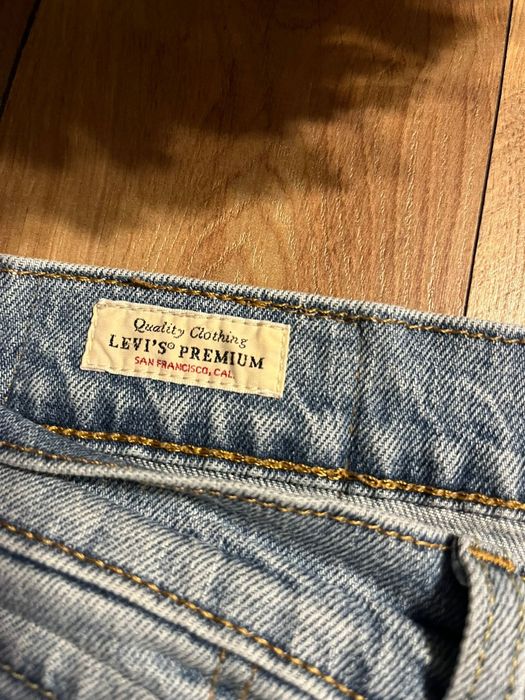 Quality Clothing
LEVI'S® PREMIUM
SAN FRANCISCO, CAL.